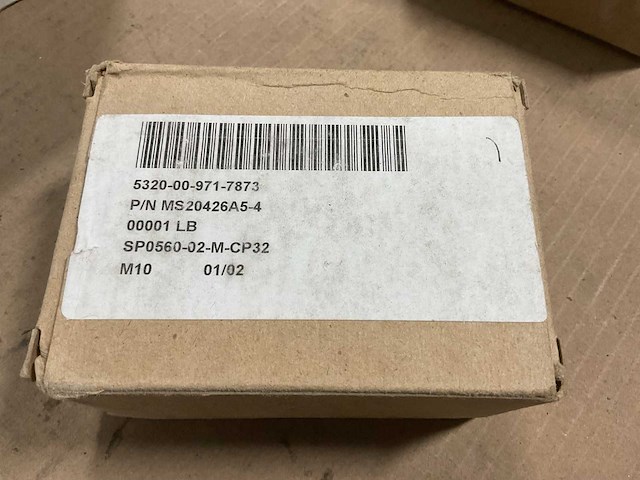 5320-00-971-7873
P/N MS20426A5-4
00001 LB
SP0560-02-M-CP32
M10 01/02